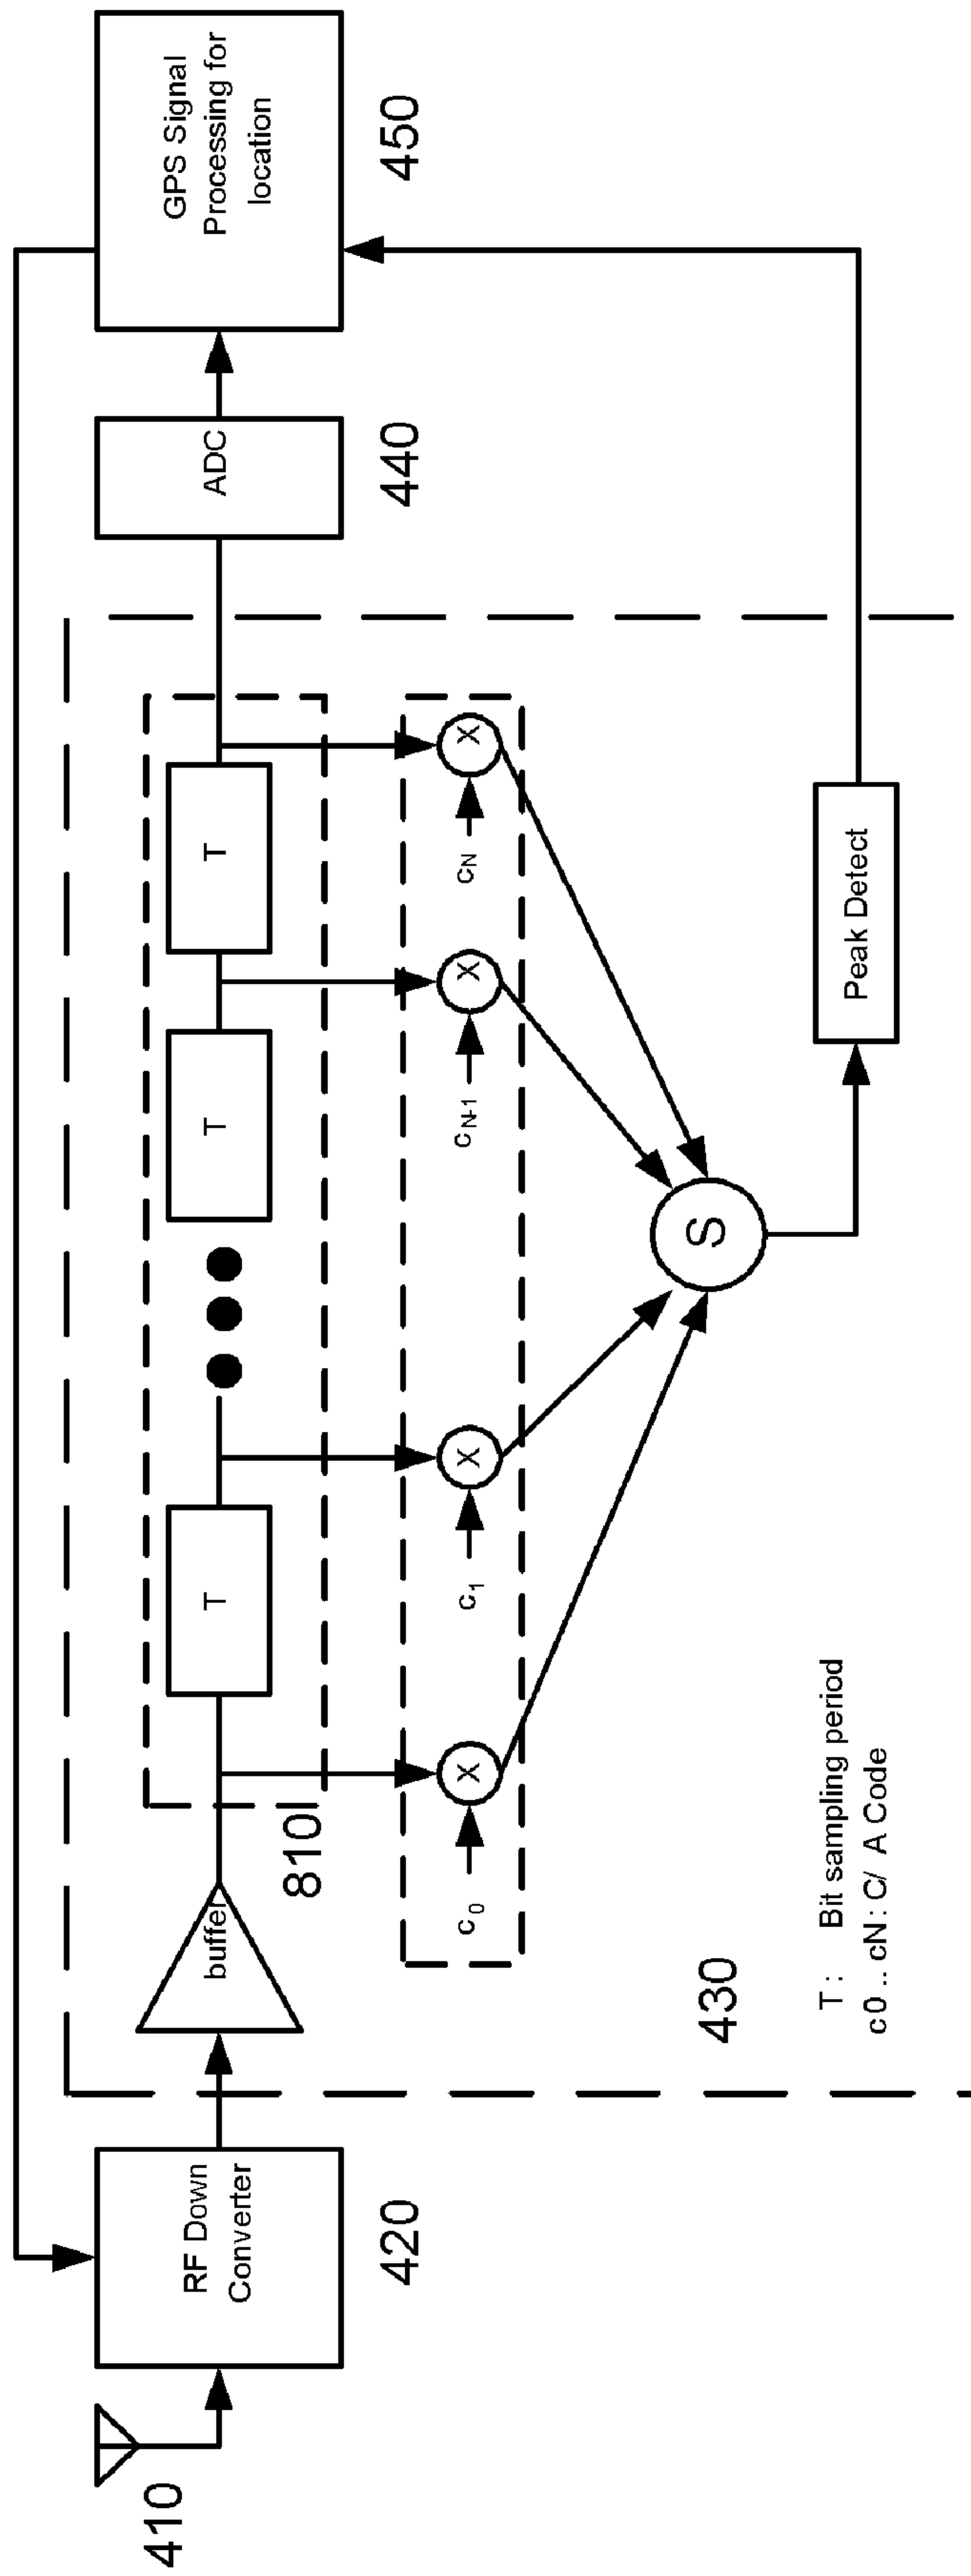 410
RF Down
Converter
420
buffer
810
T
T
T
ADC
440
GPS Signal
Processing for
location
450
c0
X
c1
X
cN-1
X
cN
X
S
Peak Detect
430
T : Bit sampling period
c0 .. cN : C/ A Code